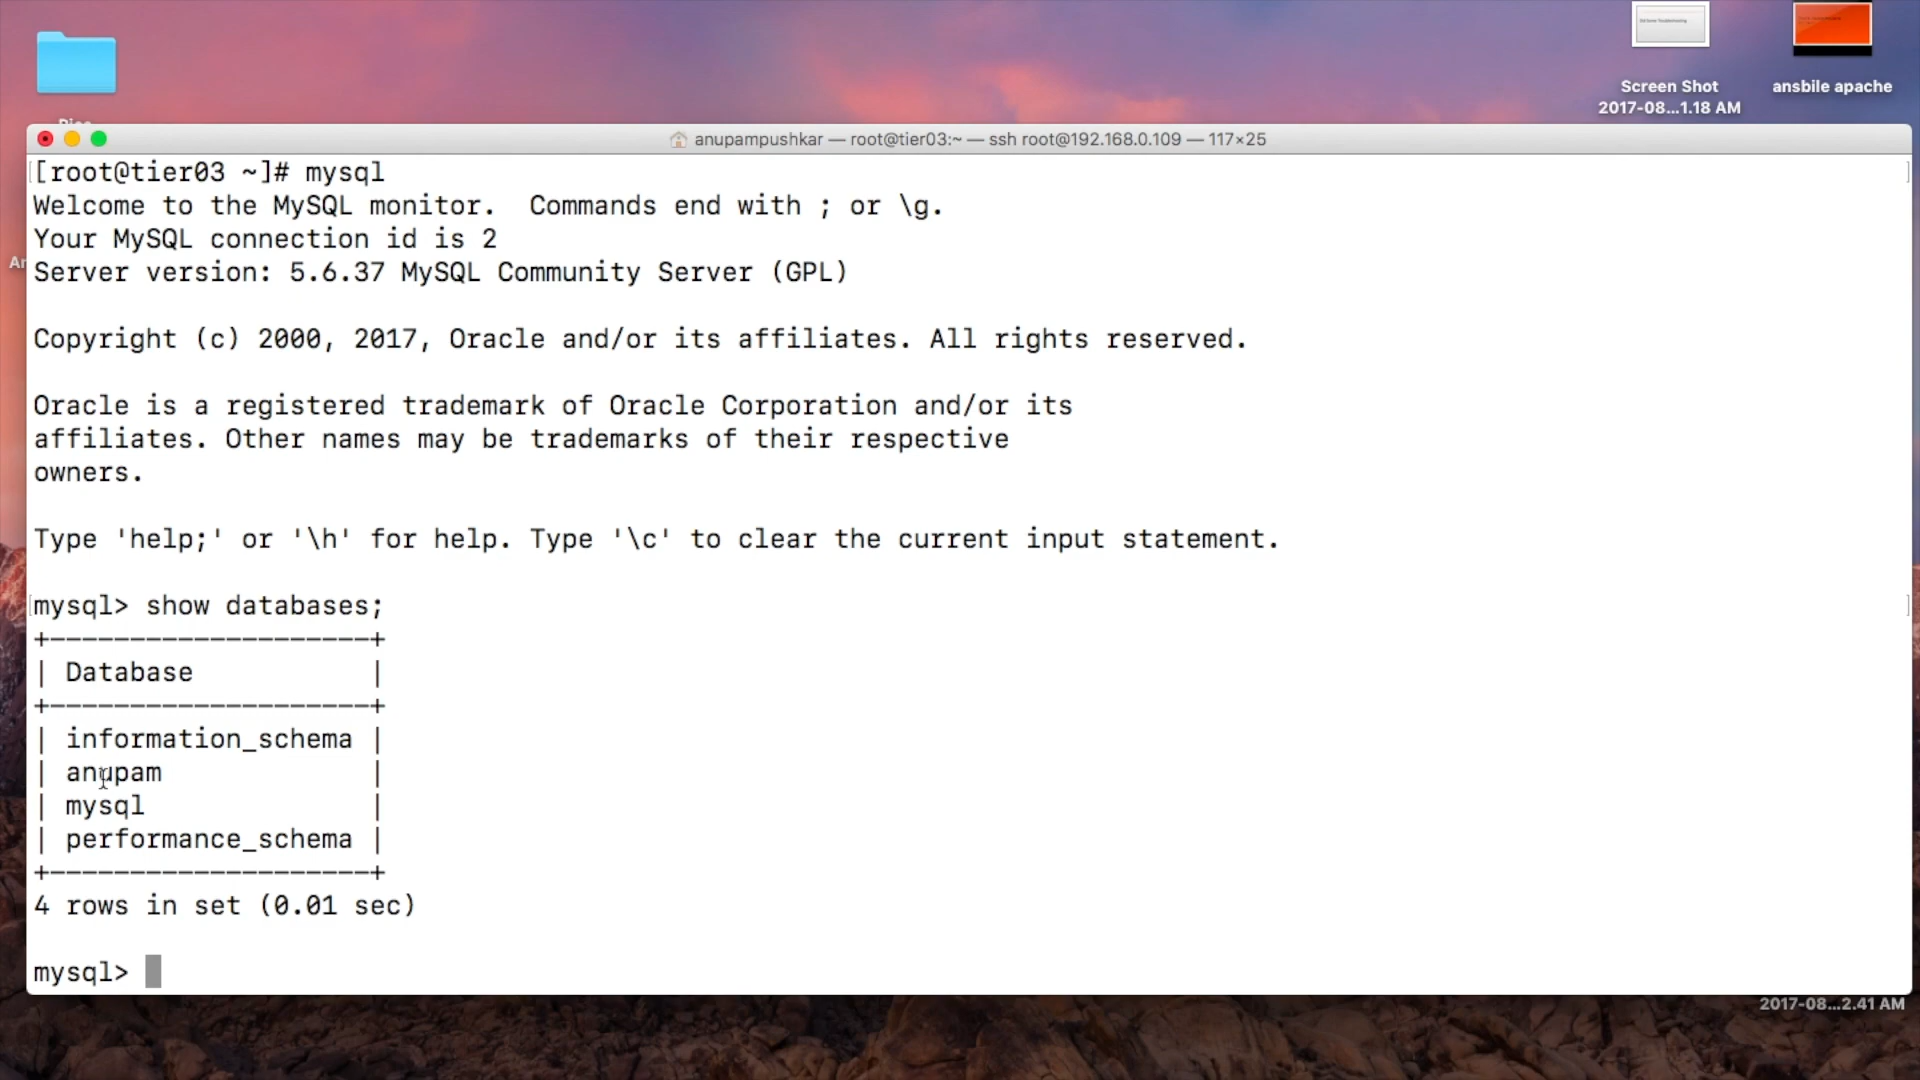 Screen Shot
2017-08...1.18 AM
ansbile apache
anupampushkar — root@tier03:~ — ssh root@192.168.0.109 — 117×25
[root@tier03 ~]# mysql
Welcome to the MySQL monitor.  Commands end with ; or \g.
Your MySQL connection id is 2
Server version: 5.6.37 MySQL Community Server (GPL)
Copyright (c) 2000, 2017, Oracle and/or its affiliates. All rights reserved.
Oracle is a registered trademark of Oracle Corporation and/or its
affiliates. Other names may be trademarks of their respective
owners.
Type 'help;' or '\h' for help. Type '\c' to clear the current input statement.
mysql> show databases;
+--------------------+
| Database           |
+--------------------+
| information_schema |
| anupam             |
| mysql              |
| performance_schema |
+--------------------+
4 rows in set (0.01 sec)
mysql>
2017-08...2.41 AM